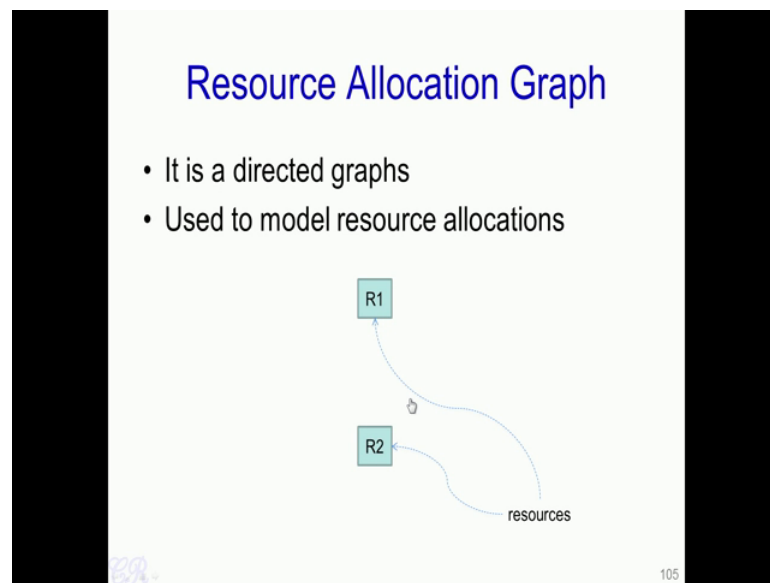 Resource Allocation Graph
• It is a directed graphs
• Used to model resource allocations
R1
R2
resources
105